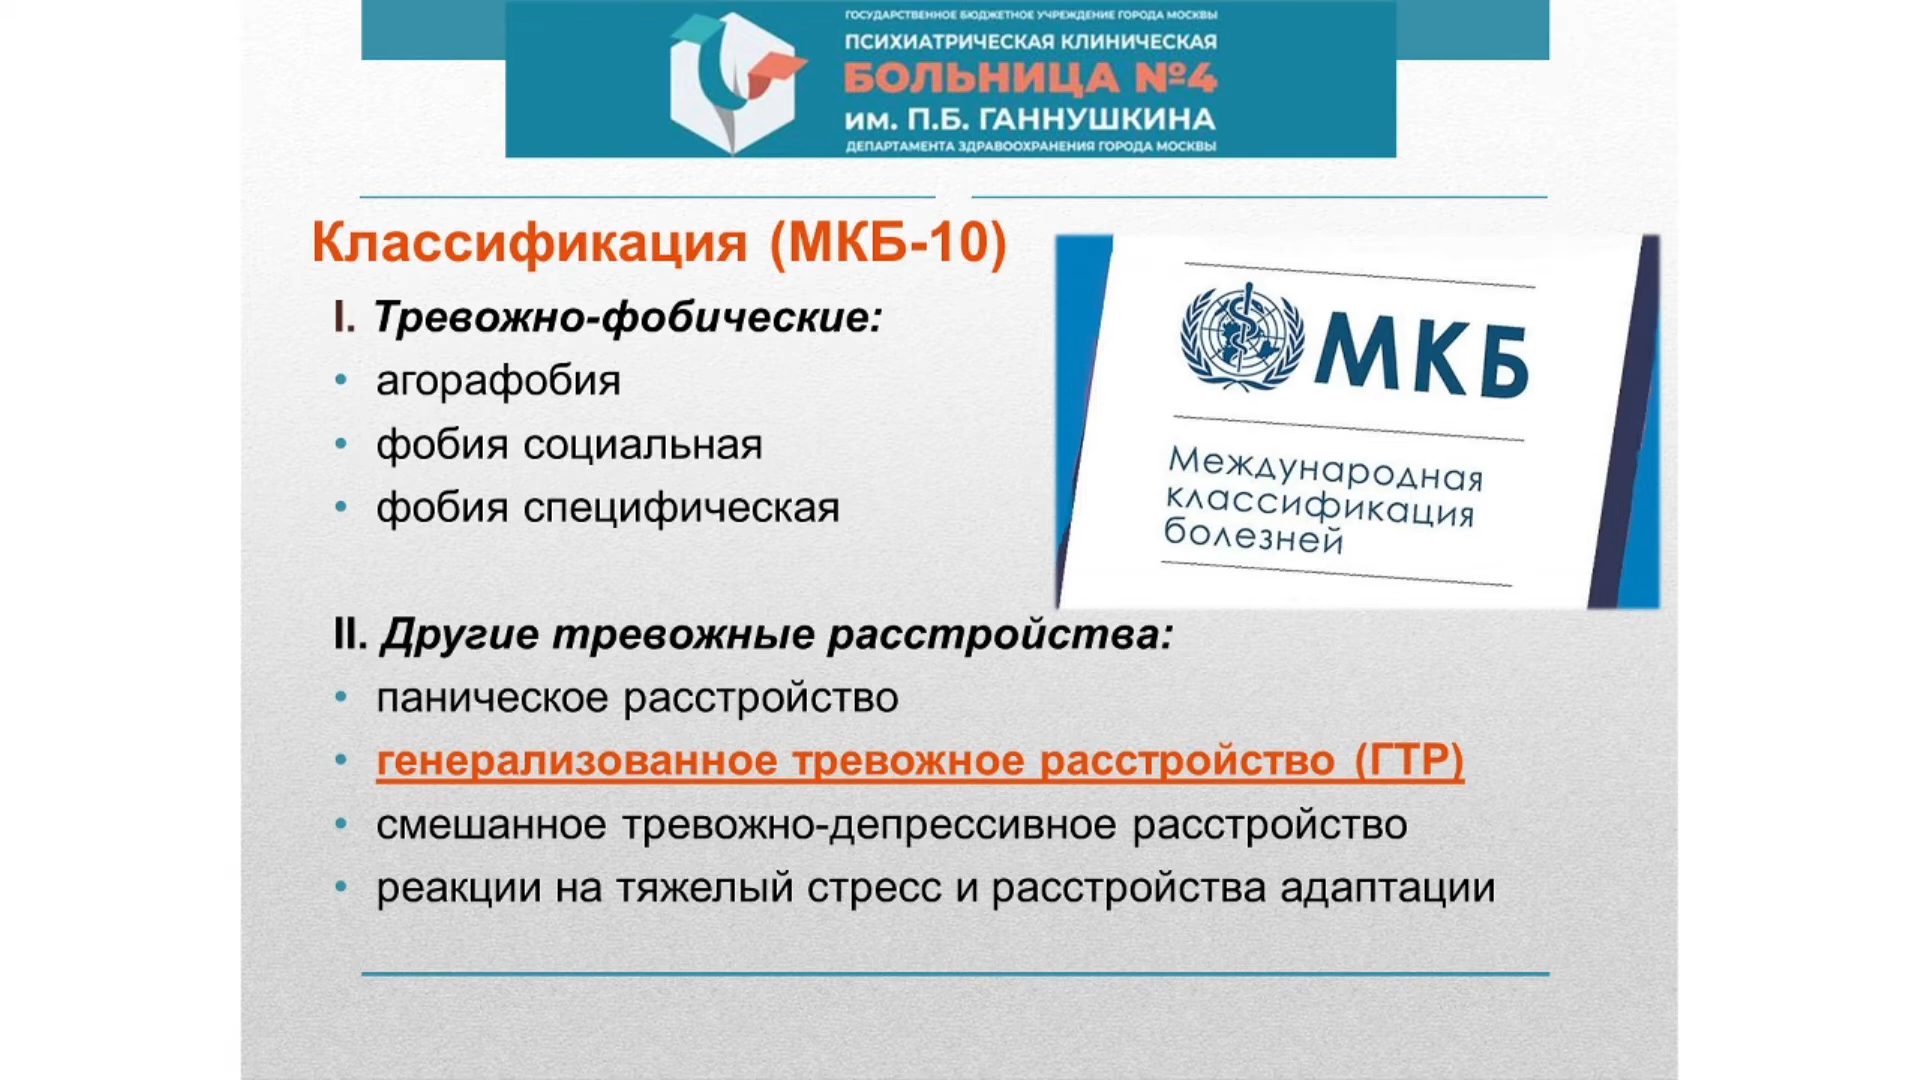 ГОСУДАРСТВЕННОЕ БЮДЖЕТНОЕ УЧРЕЖДЕНИЕ ГОРОДА МОСКВЫ
ПСИХИАТРИЧЕСКАЯ КЛИНИЧЕСКАЯ
БОЛЬНИЦА №4
им. П.Б. ГАННУШКИНА
ДЕПАРТАМЕНТА ЗДРАВООХРАНЕНИЯ ГОРОДА МОСКВЫ
Классификация (МКБ-10)
I. Тревожно-фобические:
• агорафобия
• фобия социальная
• фобия специфическая
МКБ
Международная
классификация
болезней
II. Другие тревожные расстройства:
• паническое расстройство
• генерализованное тревожное расстройство (ГТР)
• смешанное тревожно-депрессивное расстройство
• реакции на тяжелый стресс и расстройства адаптации